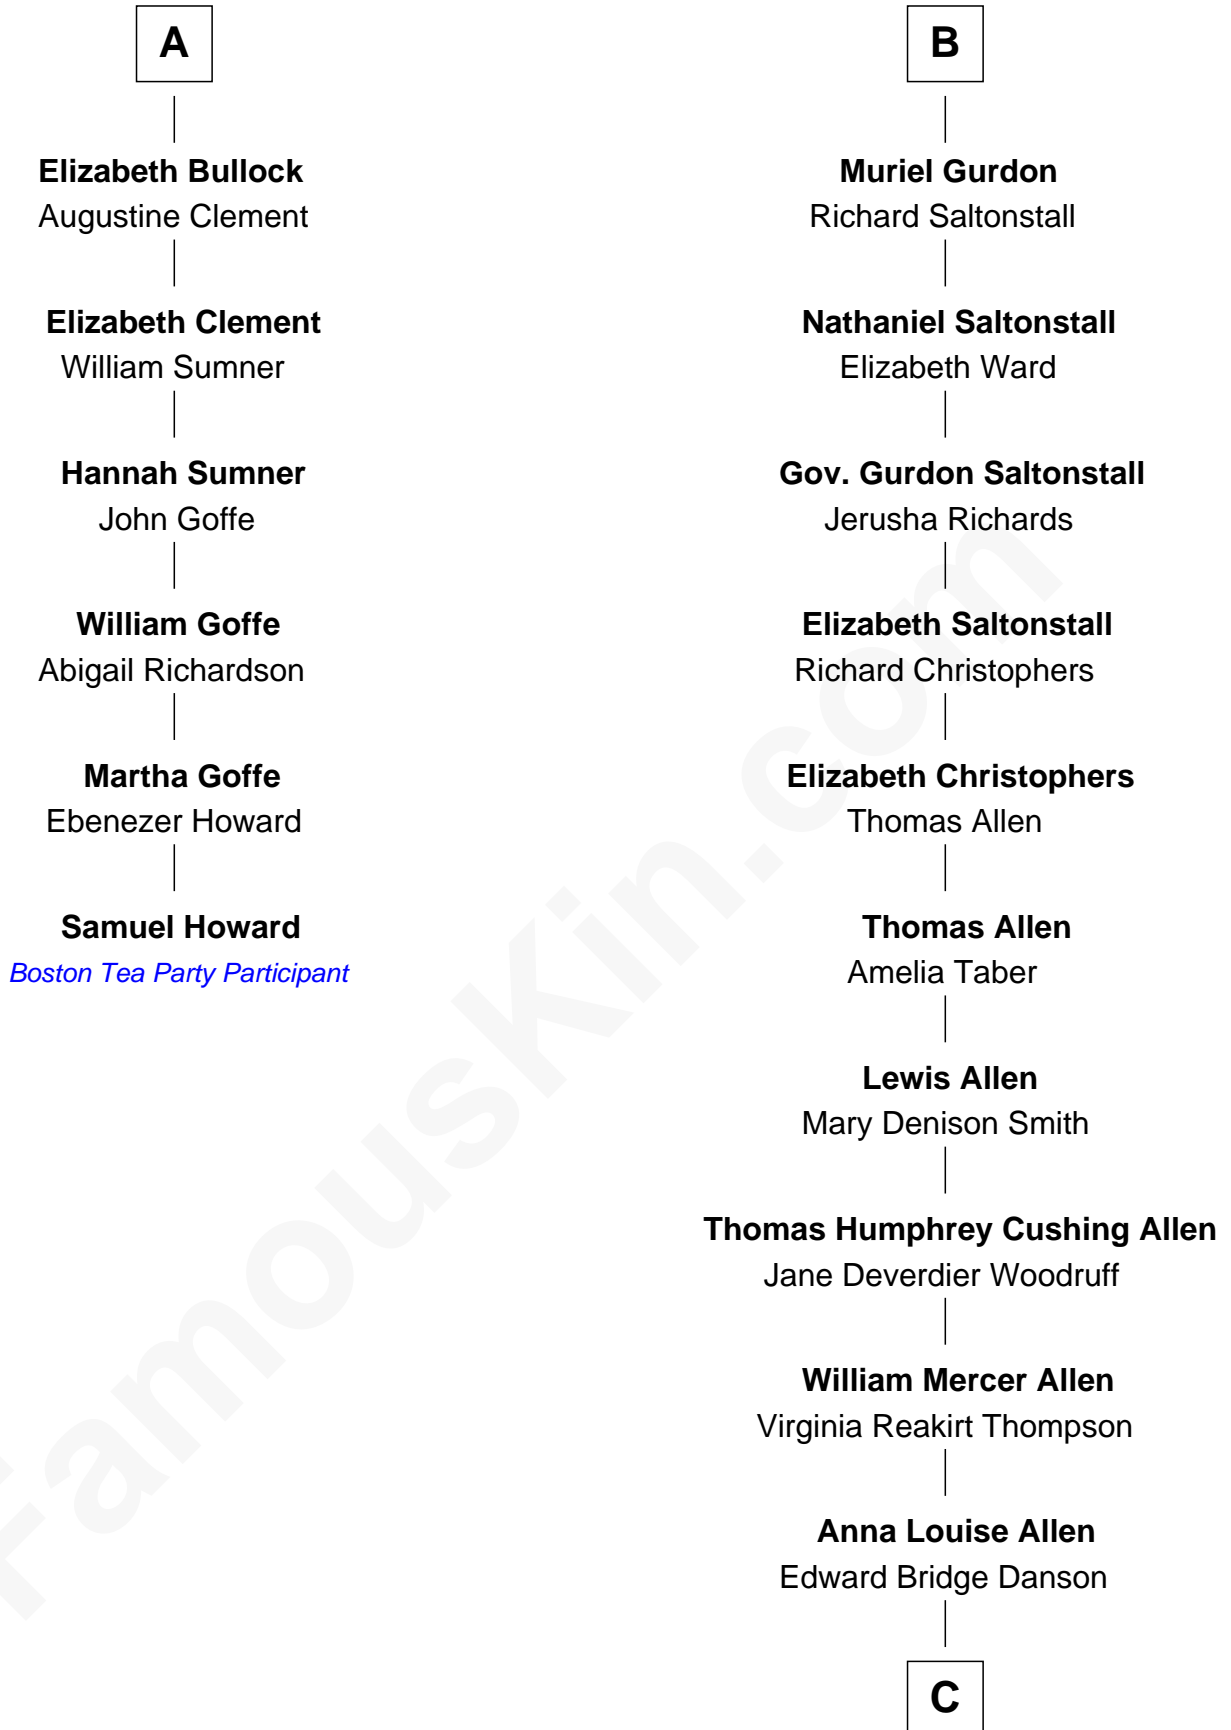 A
Elizabeth Bullock
Augustine Clement
Elizabeth Clement
William Sumner
Hannah Sumner
John Goffe
William Goffe
Abigail Richardson
Martha Goffe
Ebenezer Howard
Samuel Howard
Boston Tea Party Participant
B
Muriel Gurdon
Richard Saltonstall
Nathaniel Saltonstall
Elizabeth Ward
Gov. Gurdon Saltonstall
Jerusha Richards
Elizabeth Saltonstall
Richard Christophers
Elizabeth Christophers
Thomas Allen
Thomas Allen
Amelia Taber
Lewis Allen
Mary Denison Smith
Thomas Humphrey Cushing Allen
Jane Deverdier Woodruff
William Mercer Allen
Virginia Reakirt Thompson
Anna Louise Allen
Edward Bridge Danson
C
FamousKin.com